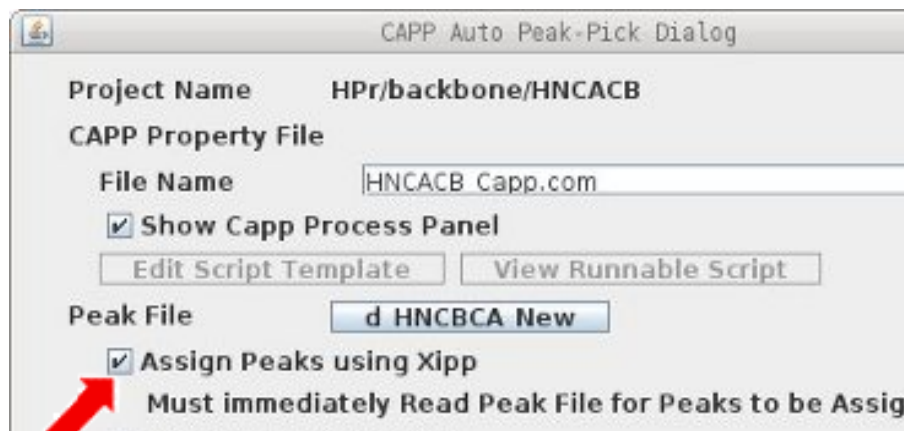 CAPP Auto Peak-Pick Dialog
Project Name HPr/backbone/HNCACB
CAPP Property File
File Name HNCACB_Capp.com
Show Capp Process Panel
Edit Script Template View Runnable Script
Peak File d HNCBCA New
Assign Peaks using Xipp
Must immediately Read Peak File for Peaks to be Assig